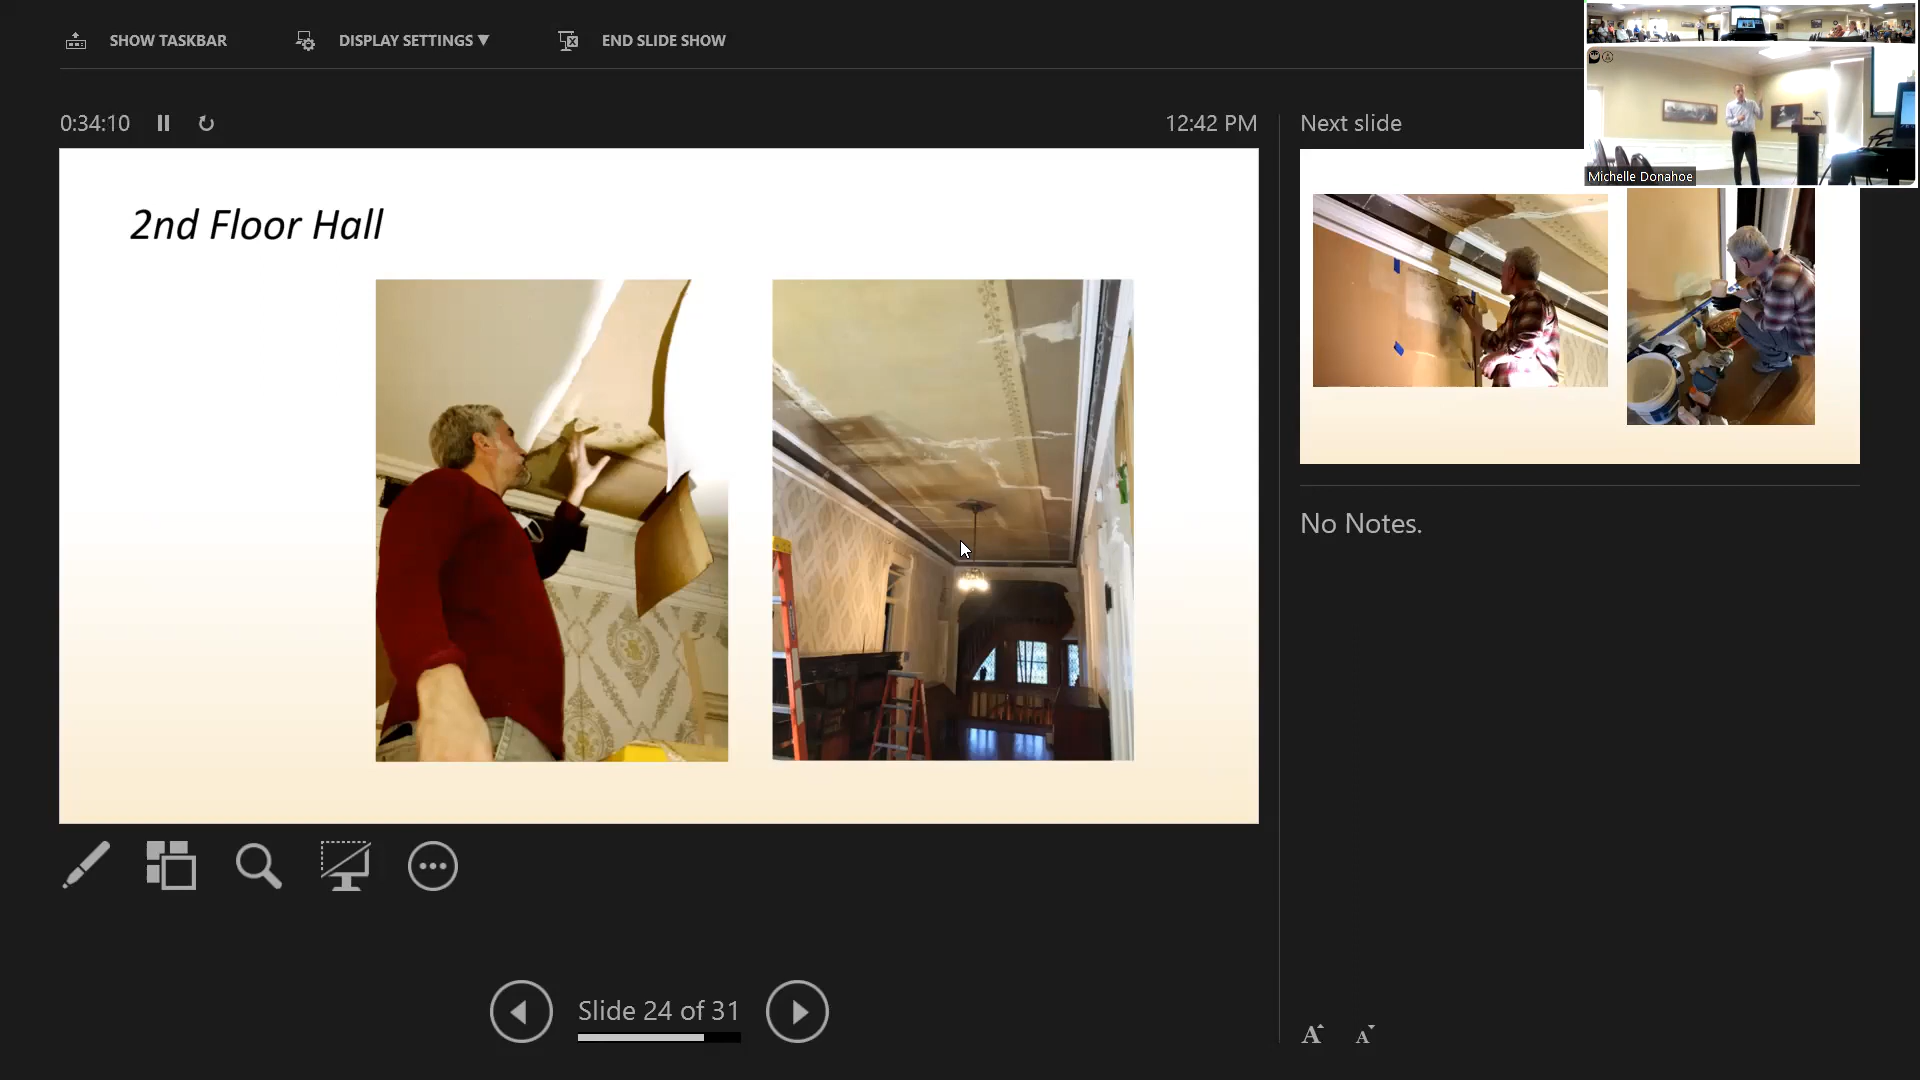 SHOW TASKBAR
DISPLAY SETTINGS ▼
END SLIDE SHOW
0:34:10
12:42 PM
Next slide
Michelle Donahoe
2nd Floor Hall
No Notes.
Slide 24 of 31
A A